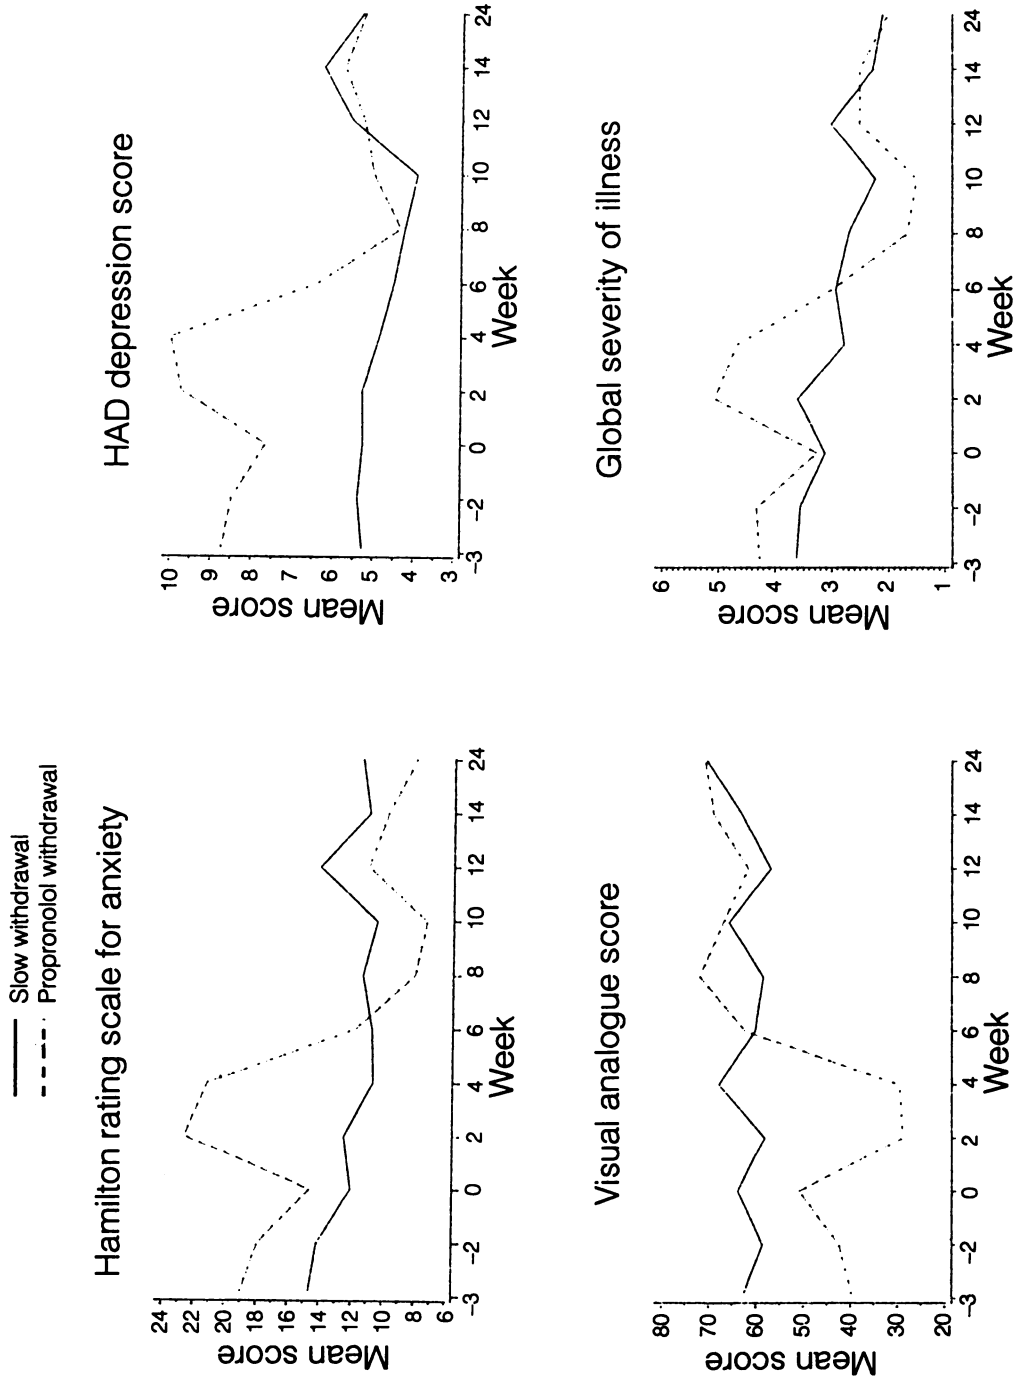 Slow withdrawal
Propronolol withdrawal
Hamilton rating scale for anxiety
Mean score
24
22
20
18
16
14
12
10
8
6
-3 -2 0 2 4 6 8 10 12 14 24
Week
HAD depression score
Mean score
10
9
8
7
6
5
4
3
-3 -2 0 2 4 6 8 10 12 14 24
Week
Visual analogue score
Mean score
80
70
60
50
40
30
20
-3 -2 0 2 4 6 8 10 12 14 24
Week
Global severity of illness
Mean score
6
5
4
3
2
1
-3 -2 0 2 4 6 8 10 12 14 24
Week